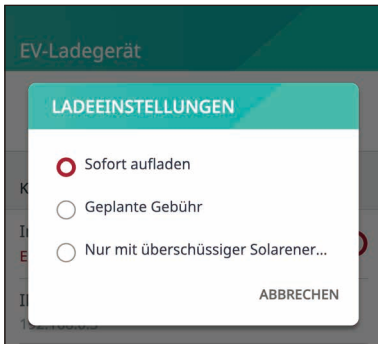 EV-Ladegerät
LADEEINSTELLUNGEN
Sofort aufladen
Geplante Gebühr
Nur mit überschüssiger Solarener...
ABBRECHEN